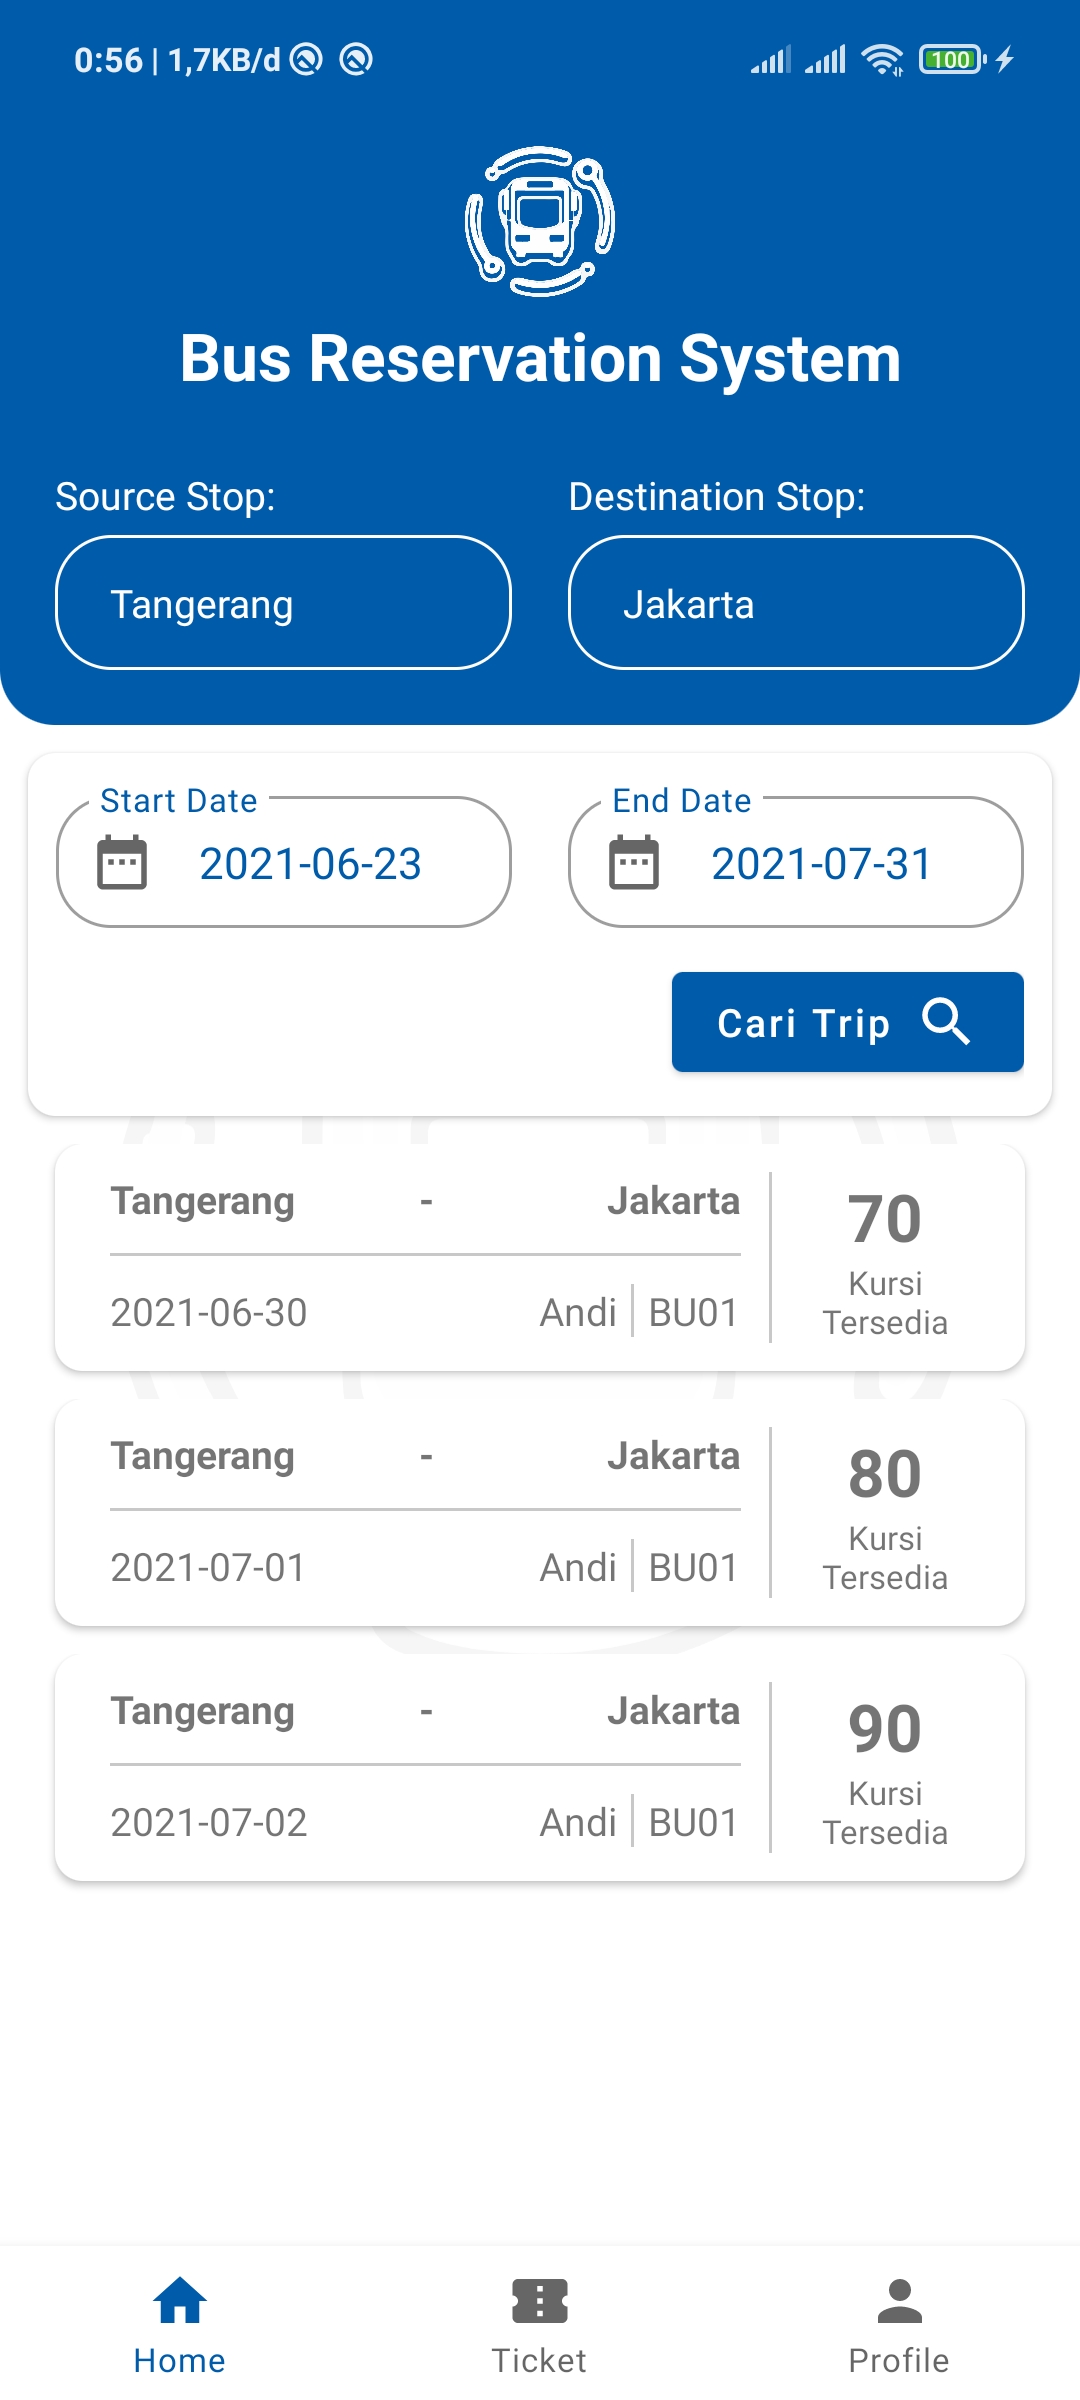 0:56 | 1,7KB/d
100
Bus Reservation System
Source Stop:
Destination Stop:
Tangerang
Jakarta
Start Date
End Date
2021-06-23
2021-07-31
Cari Trip
Tangerang - Jakarta
70
Kursi
Tersedia
2021-06-30
Andi BU01
Tangerang - Jakarta
80
Kursi
Tersedia
2021-07-01
Andi BU01
Tangerang - Jakarta
90
Kursi
Tersedia
2021-07-02
Andi BU01
Home
Ticket
Profile